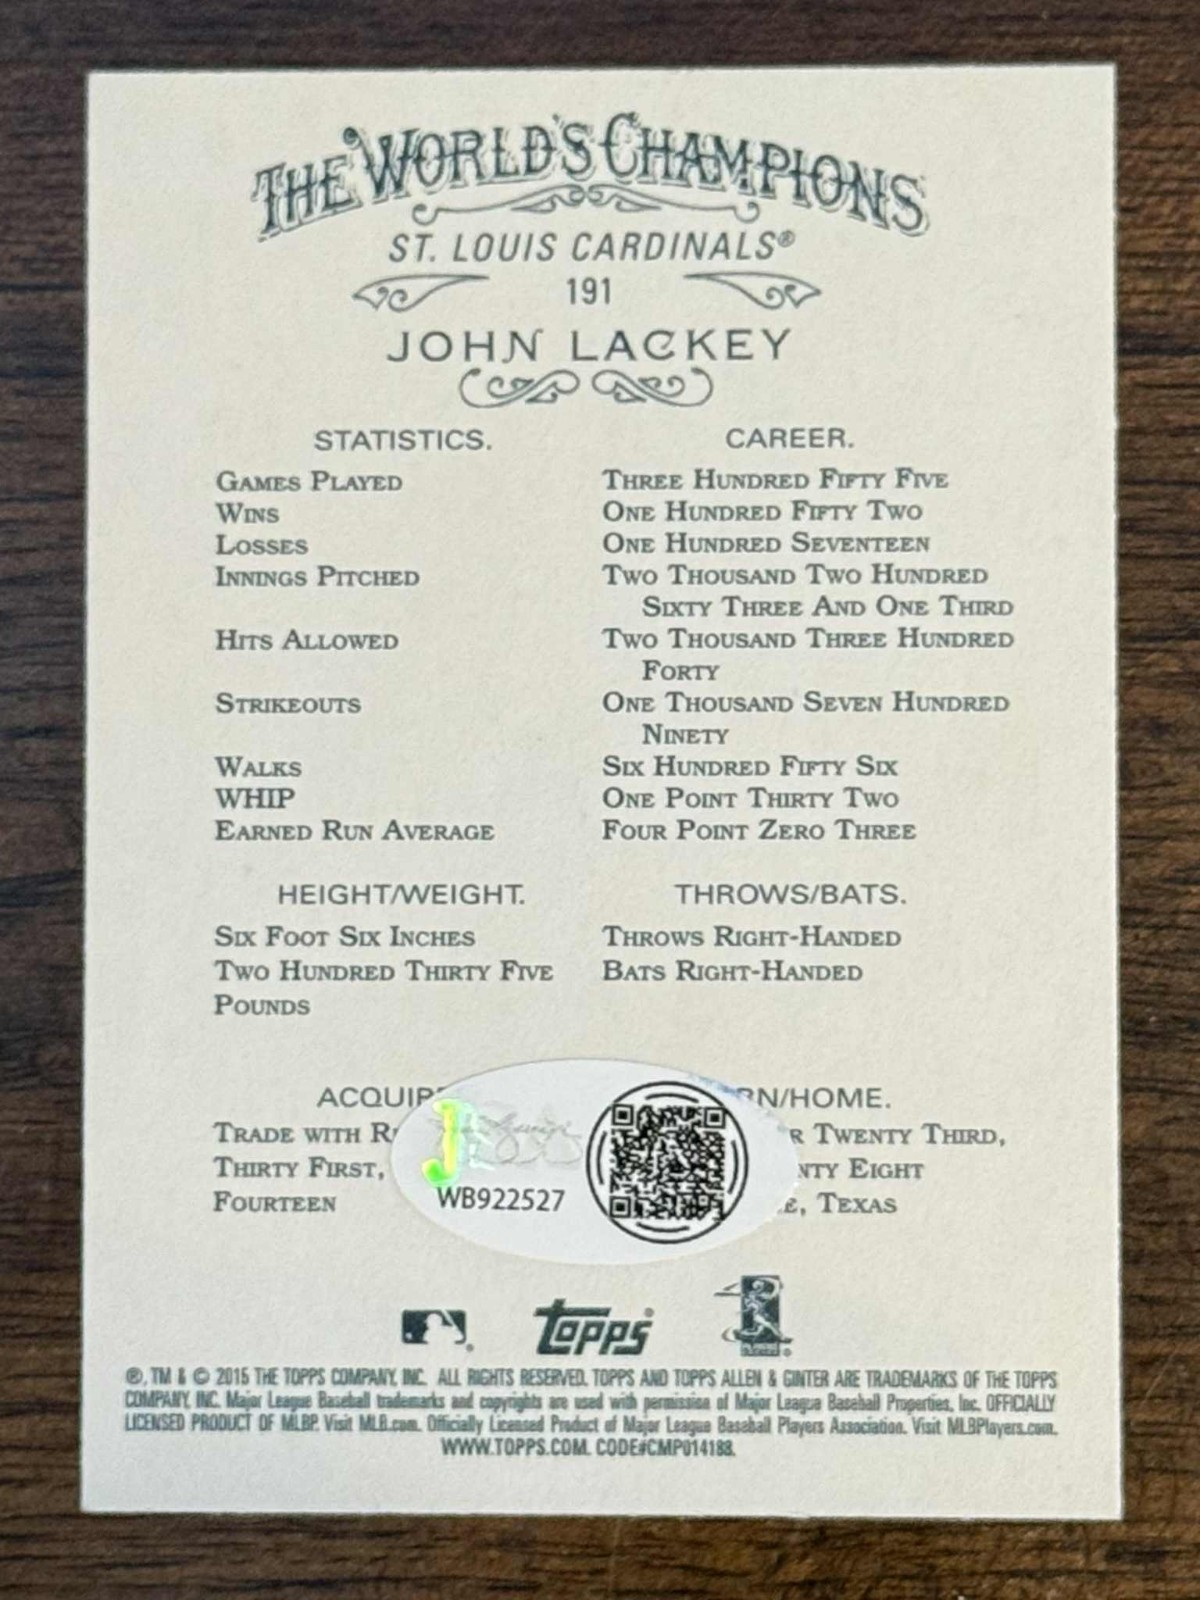 THE WORLD'S CHAMPIONS
ST. LOUIS CARDINALS®
191
JOHN LACKEY
STATISTICS. CAREER.
GAMES PLAYED THREE HUNDRED FIFTY FIVE
WINS ONE HUNDRED FIFTY TWO
LOSSES ONE HUNDRED SEVENTEEN
INNINGS PITCHED TWO THOUSAND TWO HUNDRED
SIXTY THREE AND ONE THIRD
HITS ALLOWED TWO THOUSAND THREE HUNDRED
FORTY
STRIKEOUTS ONE THOUSAND SEVEN HUNDRED
NINETY
WALKS SIX HUNDRED FIFTY SIX
WHIP ONE POINT THIRTY TWO
EARNED RUN AVERAGE FOUR POINT ZERO THREE
HEIGHT/WEIGHT. THROWS/BATS.
SIX FOOT SIX INCHES THROWS RIGHT-HANDED
TWO HUNDRED THIRTY FIVE BATS RIGHT-HANDED
POUNDS
/HOME.
TRADE WITH TWENTY THIRD,
THIRTY FIRST, EIGHT
FOURTEEN TEXAS
WB922527
topps®
®, TM & © 2015 THE TOPPS COMPANY, INC. ALL RIGHTS RESERVED. TOPPS AND TOPPS ALLEN & GINTER ARE TRADEMARKS OF THE TOPPS
COMPANY, INC. Major League Baseball trademarks and copyrights are used with permission of Major League Baseball Properties, Inc. OFFICIALLY
LICENSED PRODUCT OF MLBP. Visit MLB.com. Officially Licensed Product of Major League Baseball Players Association. Visit MLBPlayers.com.
WWW.TOPPS.COM. CODE#CMP014188.